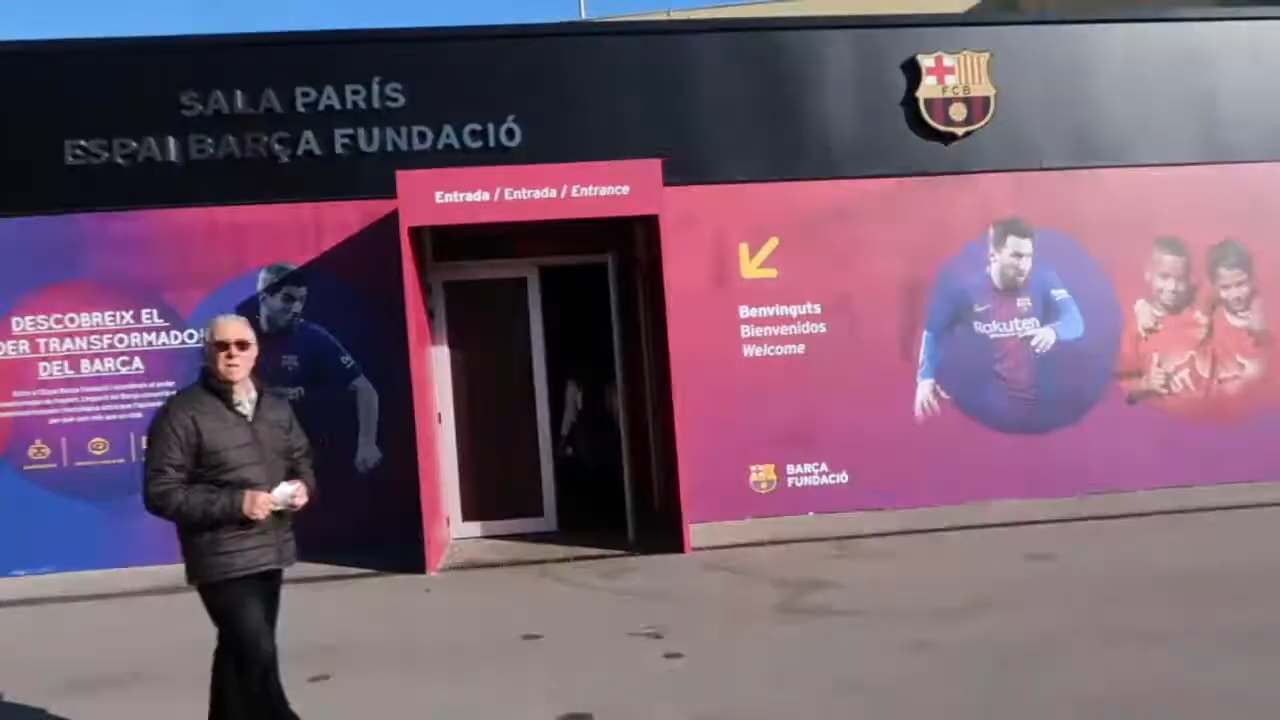 SALA PARÍS
ESPAI BARÇA FUNDACIÓ
FCB
Entrada / Entrada / Entrance
DESCOBREIX EL
DER TRANSFORMADO
DEL BARÇA
Benvinguts
Bienvenidos
Welcome
Rakuten
BARÇA
FUNDACIÓ